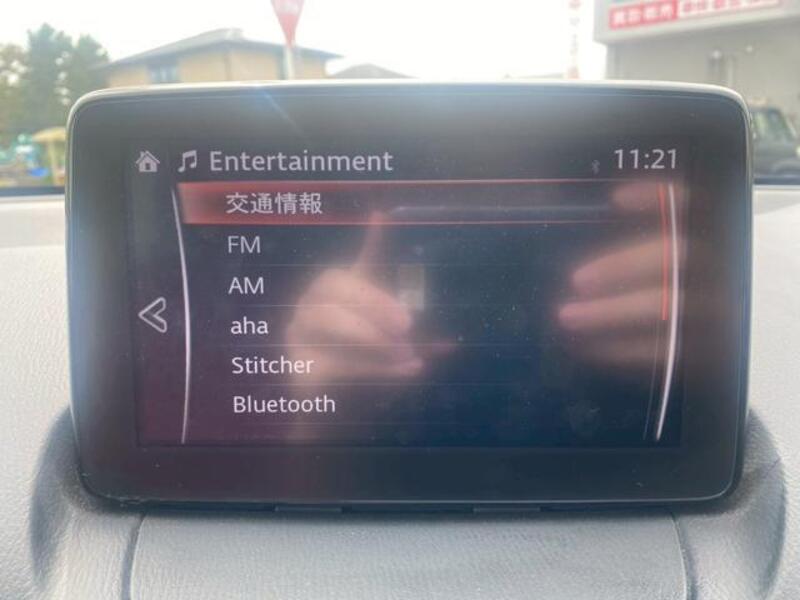 Entertainment
11:21
交通情報
FM
AM
aha
Stitcher
Bluetooth